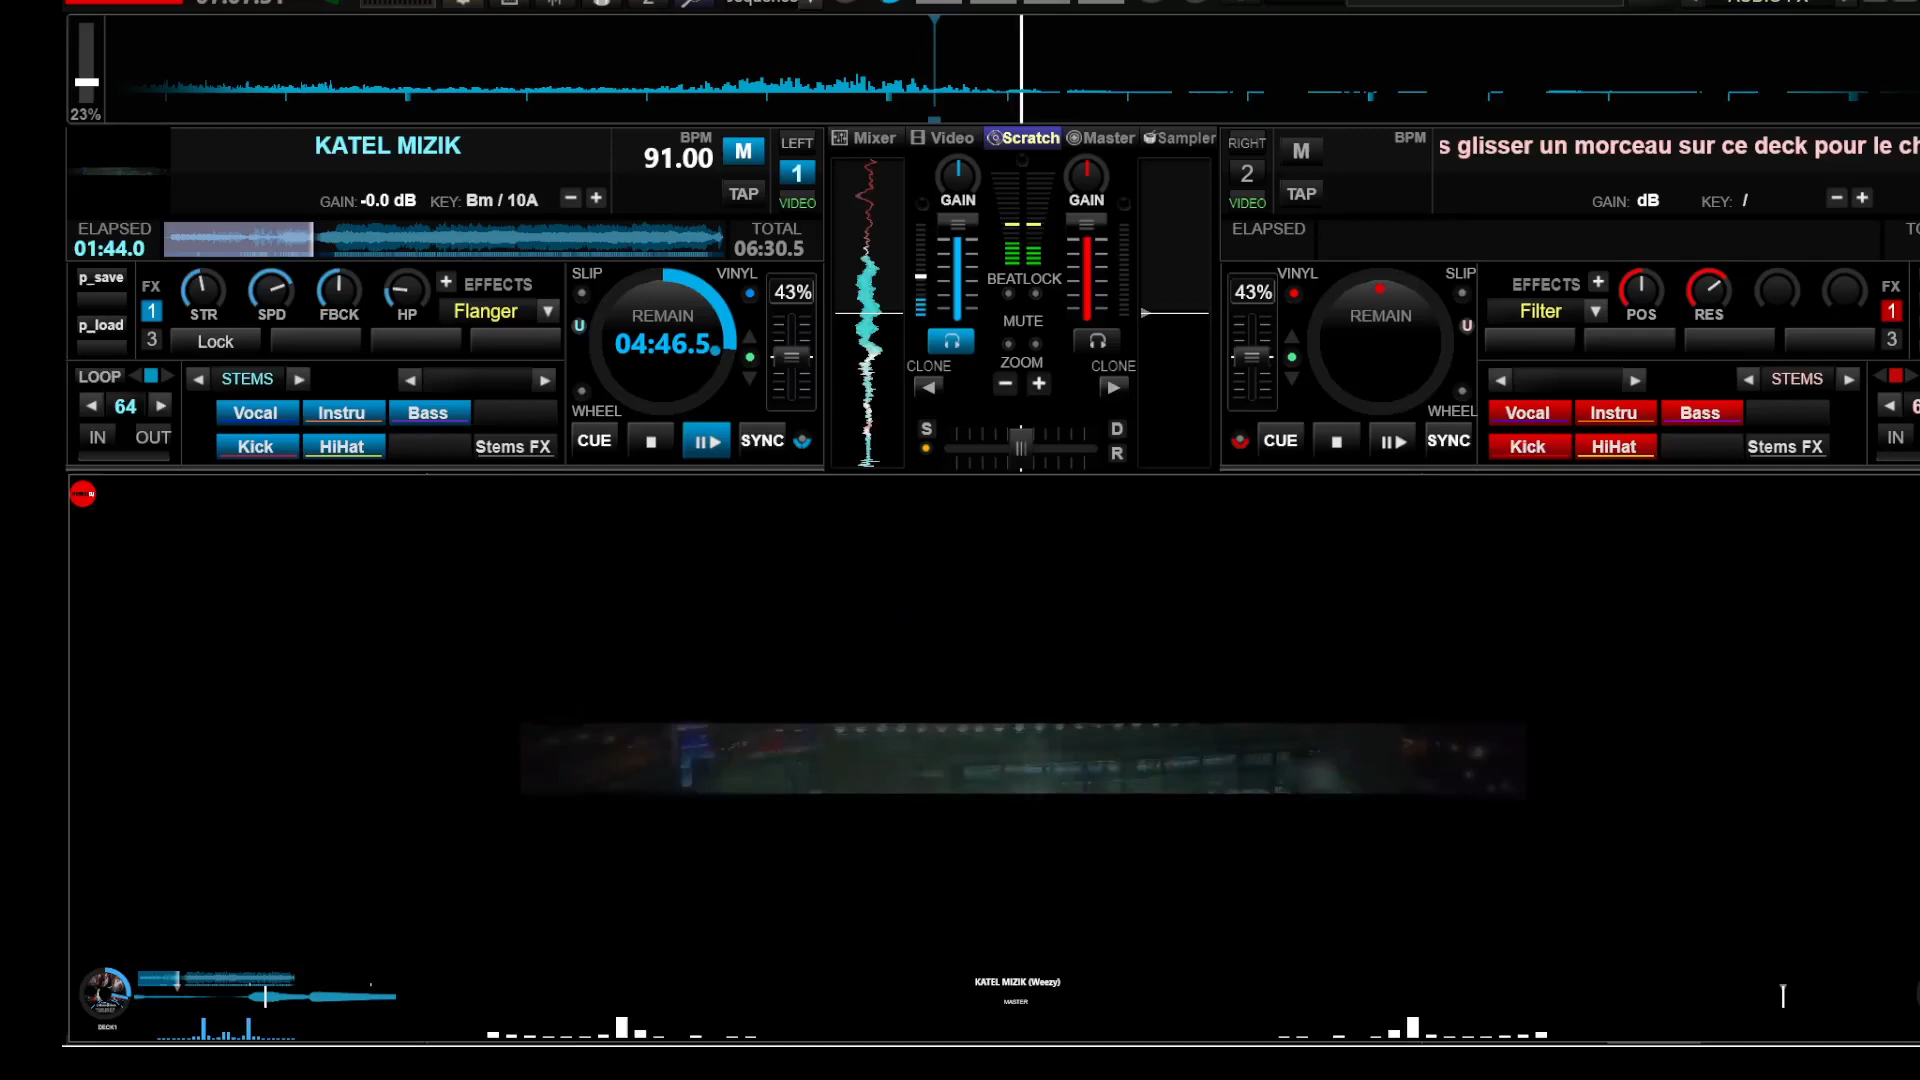 23%
KATEL MIZIK
BPM
91.00
M
TAP
LEFT
1
VIDEO
GAIN: -0.0 dB KEY: Bm / 10A
Mixer Video Scratch Master Sampler
GAIN
GAIN
BEATLOCK
MUTE
ZOOM
CLONE
CLONE
S
D
R
RIGHT
2
VIDEO
M
TAP
BPM
s glisser un morceau sur ce deck pour le ch
GAIN: dB KEY: /
ELAPSED
01:44.0
TOTAL
06:30.5
ELAPSED
p_save
p_load
FX
1
3
STR SPD FBCK HP
EFFECTS
Flanger
Lock
SLIP
VINYL
U
REMAIN
04:46.5
43%
WHEEL
LOOP
64
IN OUT
STEMS
Vocal Instru Bass
Kick HiHat Stems FX
CUE SYNC
43%
VINYL
SLIP
U
REMAIN
WHEEL
CUE SYNC
EFFECTS
Filter
POS RES
FX
1
3
STEMS
Vocal Instru Bass
Kick HiHat Stems FX
IN
KATEL MIZIK (Weezy)
MASTER
DECK1